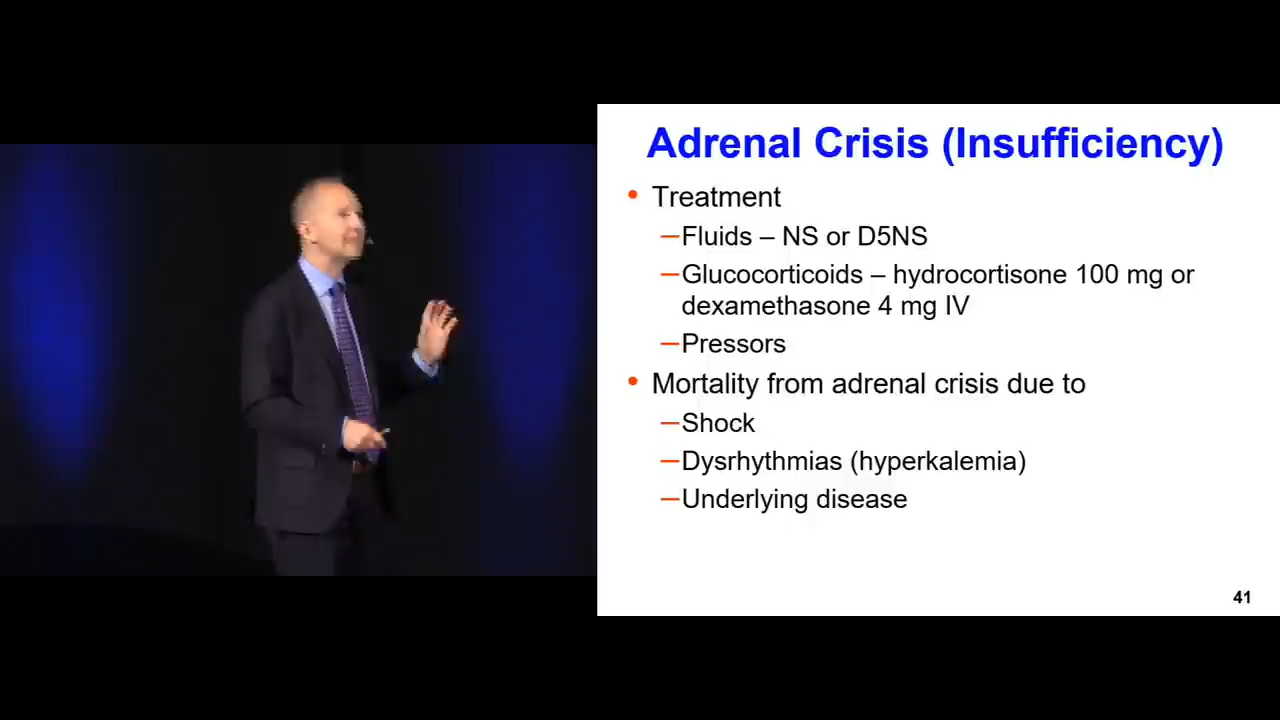 Adrenal Crisis (Insufficiency)
• Treatment
–Fluids – NS or D5NS
–Glucocorticoids – hydrocortisone 100 mg or
dexamethasone 4 mg IV
–Pressors
• Mortality from adrenal crisis due to
–Shock
–Dysrhythmias (hyperkalemia)
–Underlying disease
41